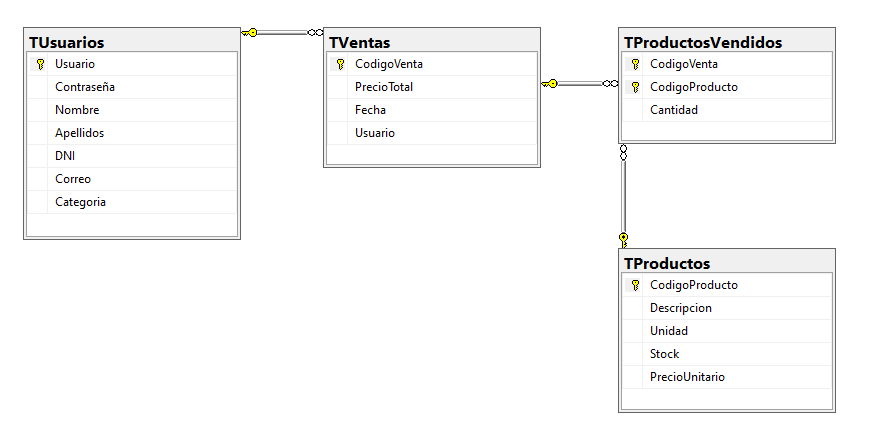 TUsuarios
Usuario
Contraseña
Nombre
Apellidos
DNI
Correo
Categoria
TVentas
CodigoVenta
PrecioTotal
Fecha
Usuario
TProductosVendidos
CodigoVenta
CodigoProducto
Cantidad
TProductos
CodigoProducto
Descripcion
Unidad
Stock
PrecioUnitario